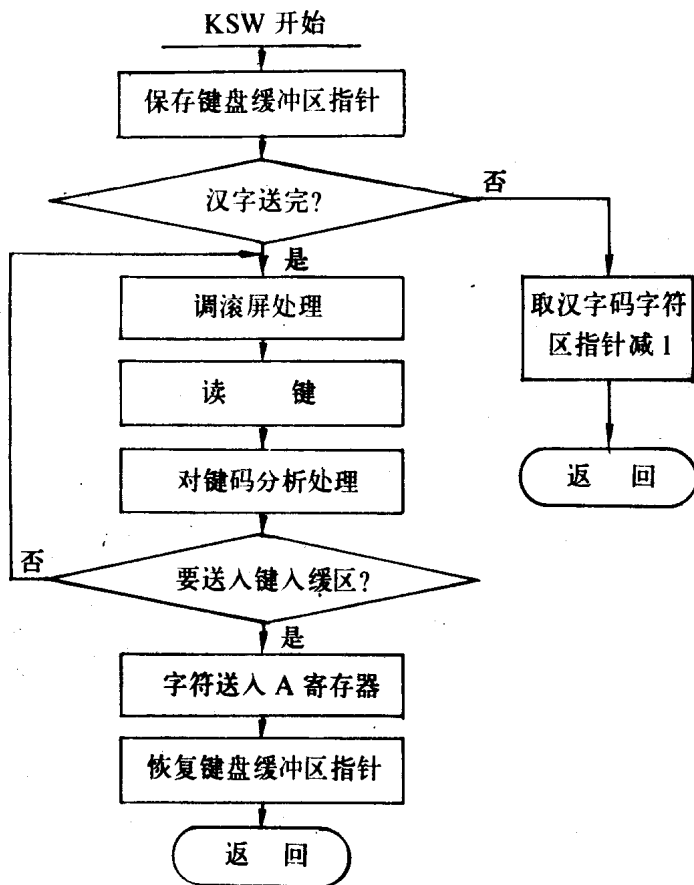 KSW 开始
保存键盘缓冲区指针
汉字送完?
否
是
调滚屏处理
取汉字码字符
区指针减 1
读 键
对键码分析处理
返 回
否
要送入键入缓区?
是
字符送入 A 寄存器
恢复键盘缓冲区指针
返 回